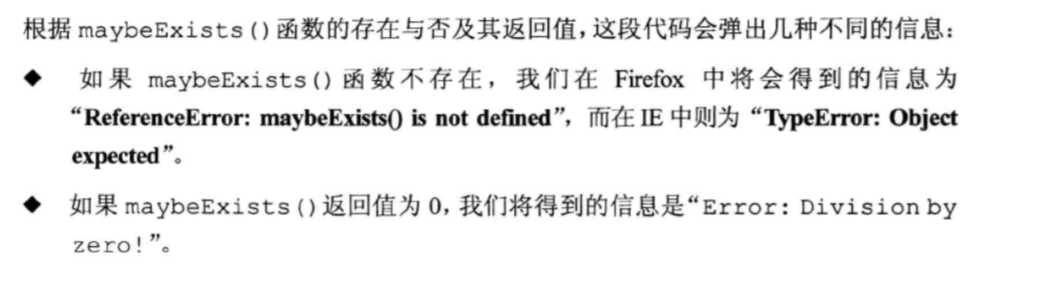 根据 maybeExists()函数的存在与否及其返回值，这段代码会弹出几种不同的信息：
◆ 如果 maybeExists()函数不存在，我们在 Firefox 中将会得到的信息为
“ReferenceError: maybeExists() is not defined”，而在 IE 中则为 “TypeError: Object
expected”。
◆ 如果 maybeExists()返回值为 0，我们将得到的信息是“Error: Division by
zero!”。